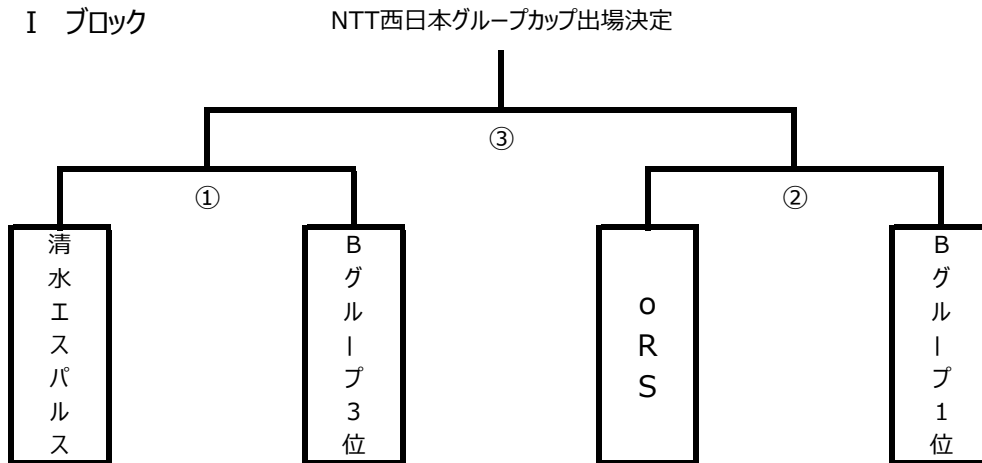 I ブロック
NTT西日本グループカップ出場決定
③
①
②
清水エスパルス
Bグループ3位
oRS
Bグループ1位